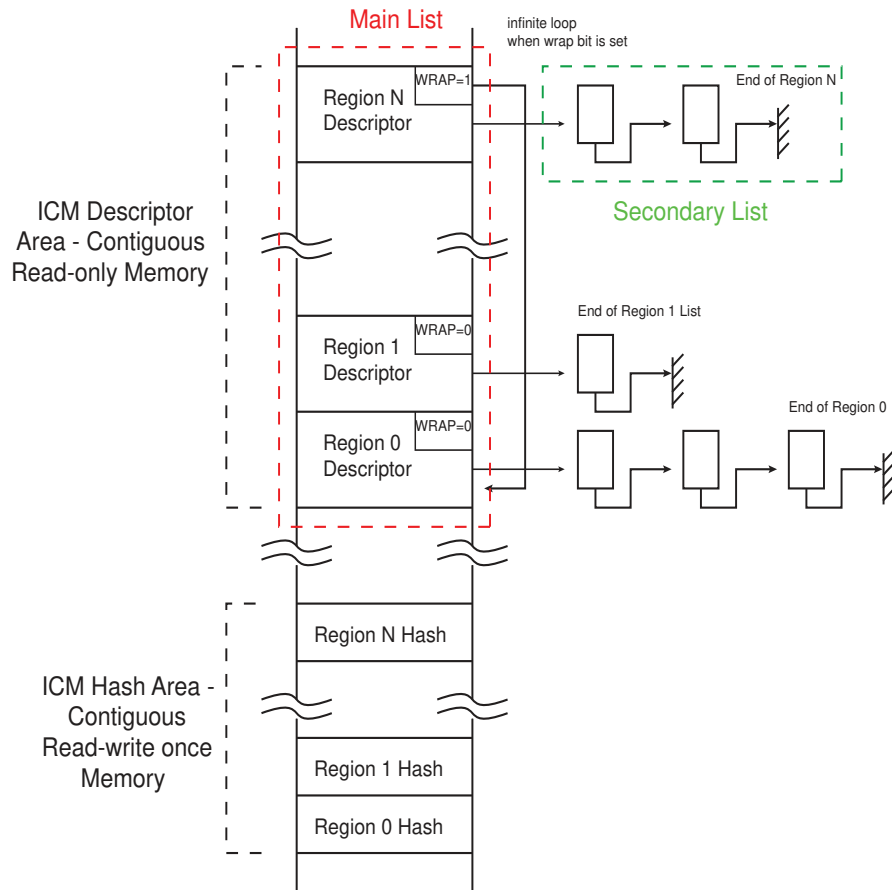 Main List
infinite loop
when wrap bit is set
WRAP=1
End of Region N
Region N
Descriptor
ICM Descriptor
Area - Contiguous
Read-only Memory
Secondary List
End of Region 1 List
WRAP=0
Region 1
Descriptor
End of Region 0
WRAP=0
Region 0
Descriptor
Region N Hash
ICM Hash Area -
Contiguous
Read-write once
Memory
Region 1 Hash
Region 0 Hash